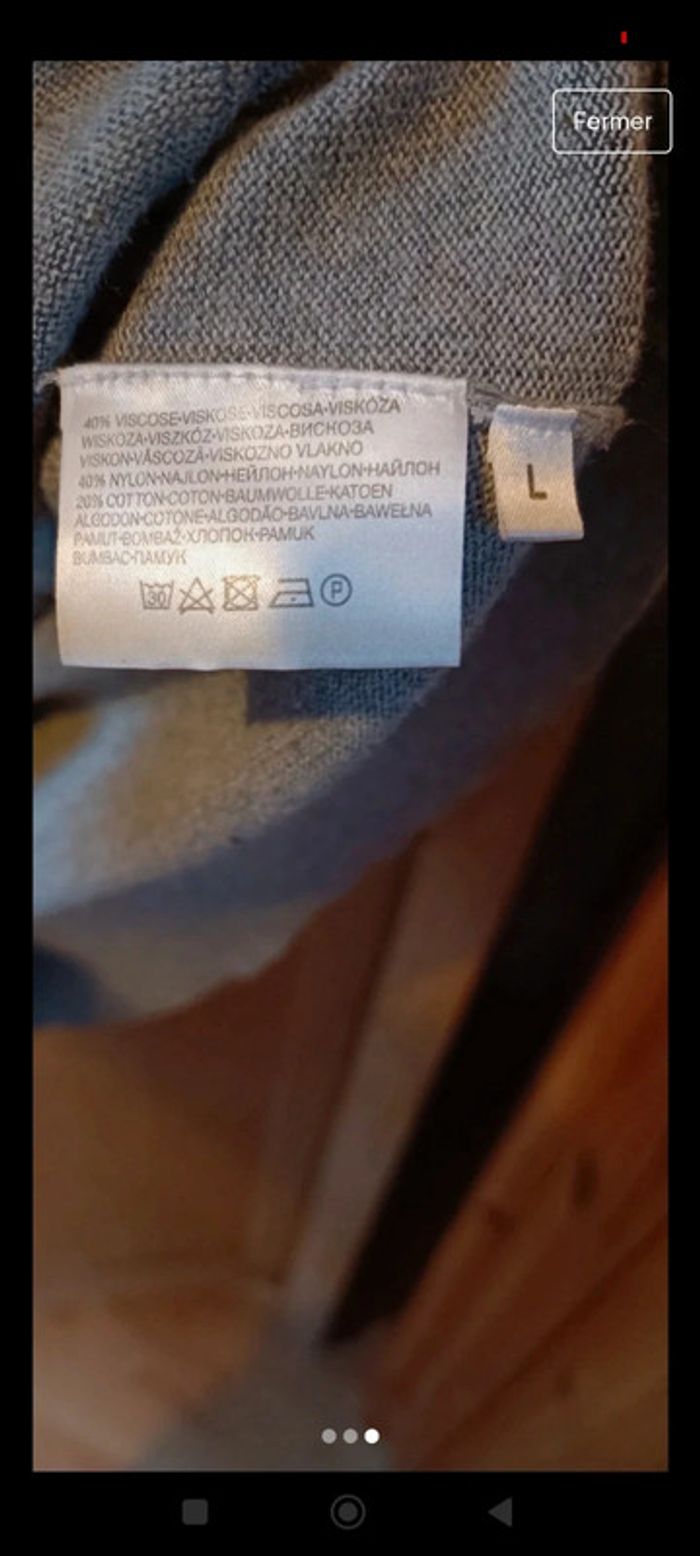 Fermer
40% VISCOSE•VISKOSE•VISCOSA•VISKÓZA
WISKOZA•VISZKÓZ•VISKOZA•ВИСКОЗА
VISKON•VÂSCOZĂ•VISKOZNO VLAKNO
40% NYLON•NAJLON•НЕЙЛОН•NAYLON•НАЙЛОН
20% COTTON•COTON•BAUMWOLLE•KATOEN
ALGODON•COTONE•ALGODÃO•BAVLNA•BAWEŁNA
PAMUT•BOMBAŽ•ХЛОПОК•PAMUK
BUMBAC•ПАМУК
30 P
L